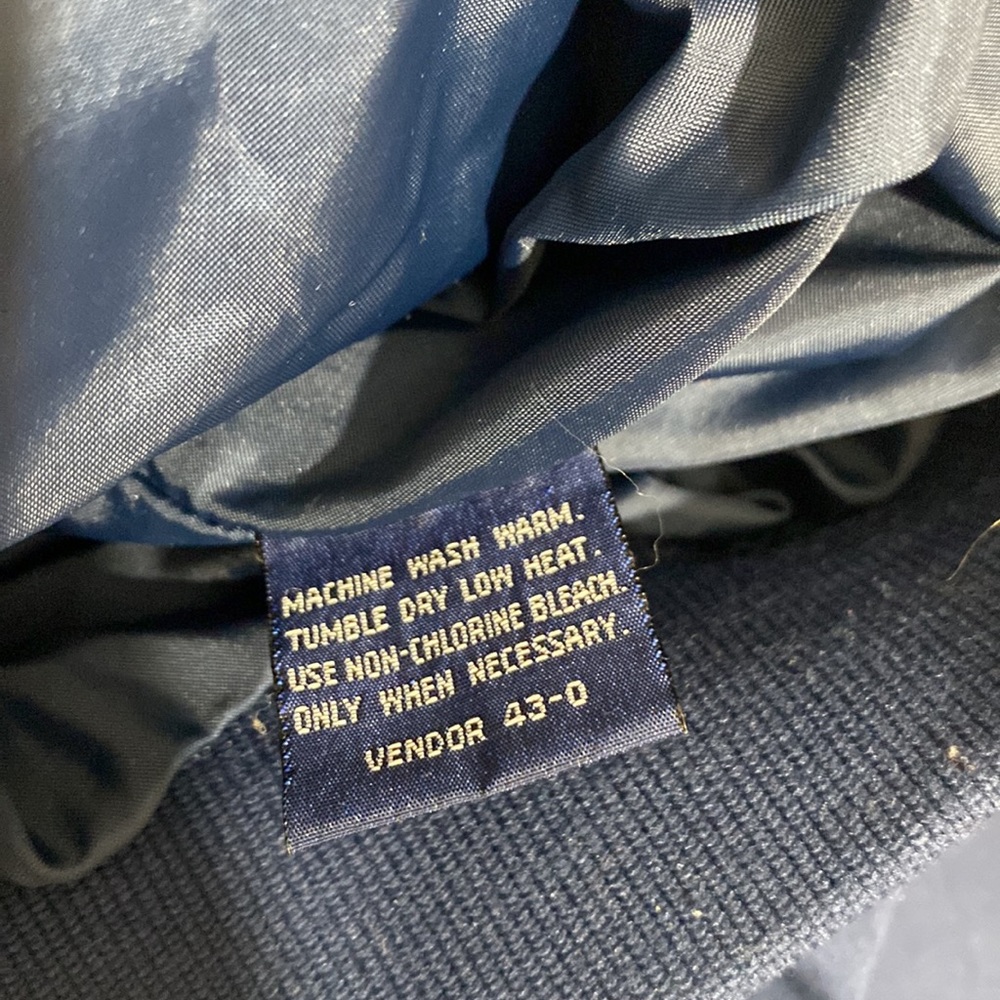 MACHINE WASH WARM.
TUMBLE DRY LOW HEAT.
USE NON-CHLORINE BLEACH.
ONLY WHEN NECESSARY.
VENDOR 43-0